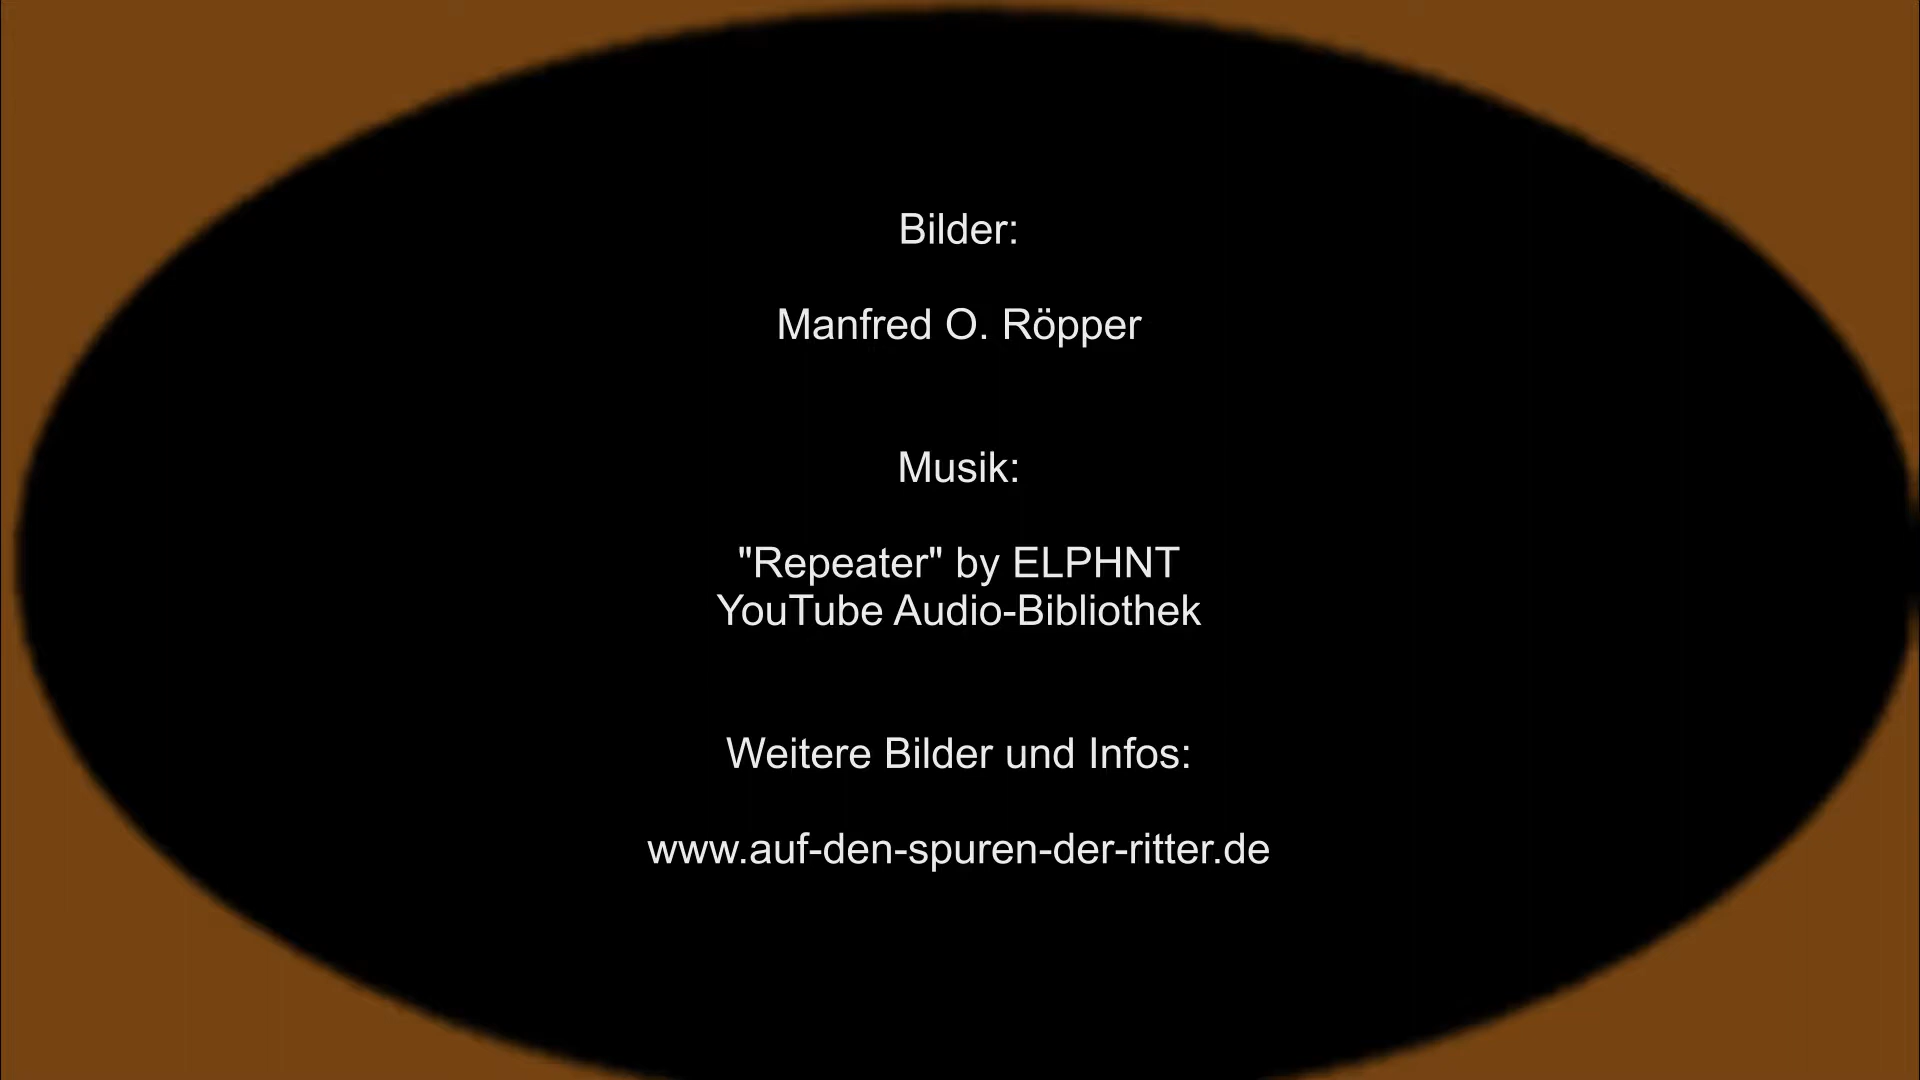 Bilder:
Manfred O. Röpper
Musik:
"Repeater" by ELPHNT
YouTube Audio-Bibliothek
Weitere Bilder und Infos:
www.auf-den-spuren-der-ritter.de